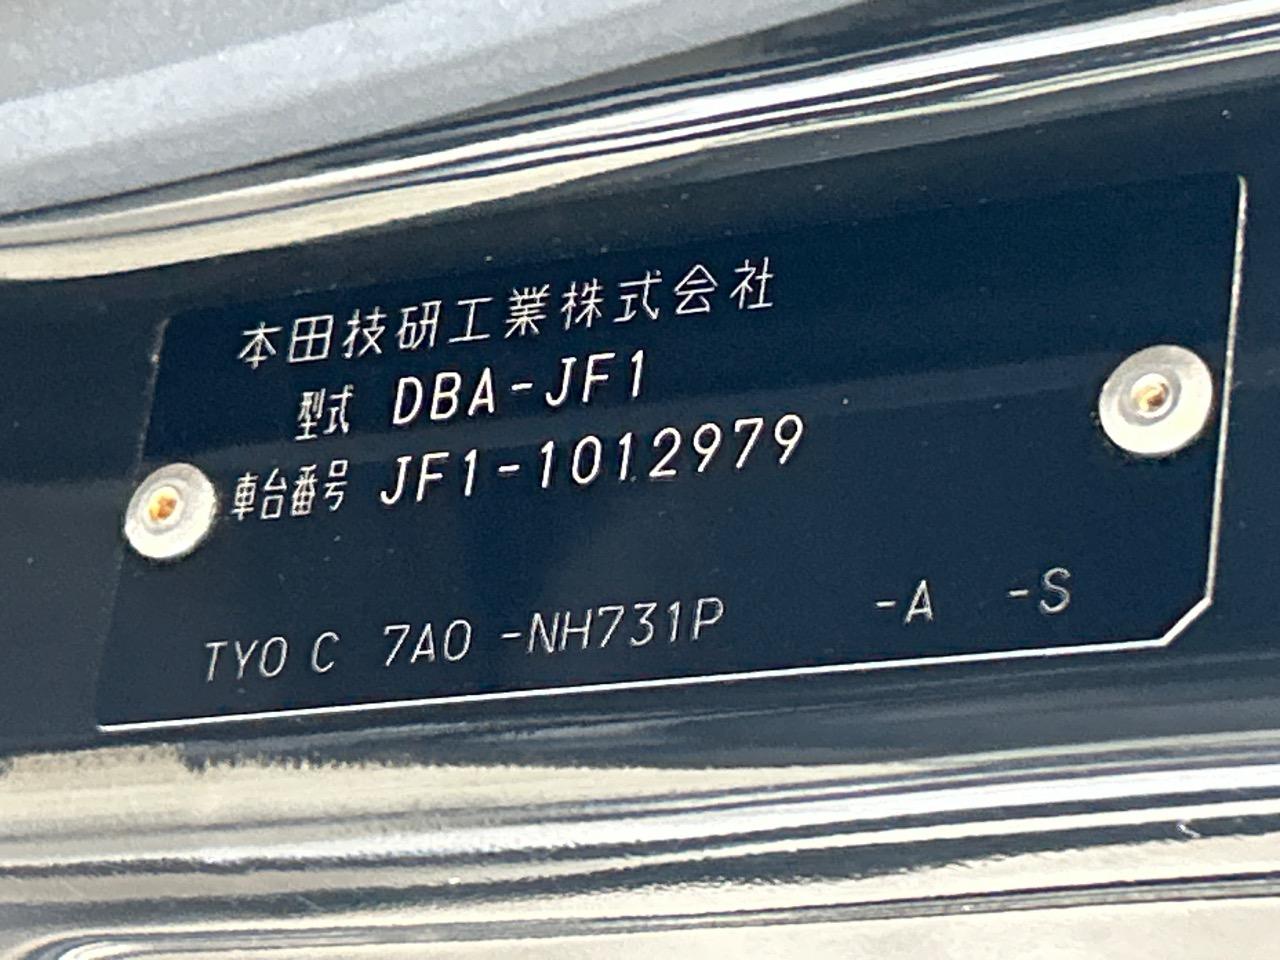 本田技研工業株式会社
型式 DBA-JF1
車台番号 JF1-1012979
TY0 C 7A0 -NH731P -A -S